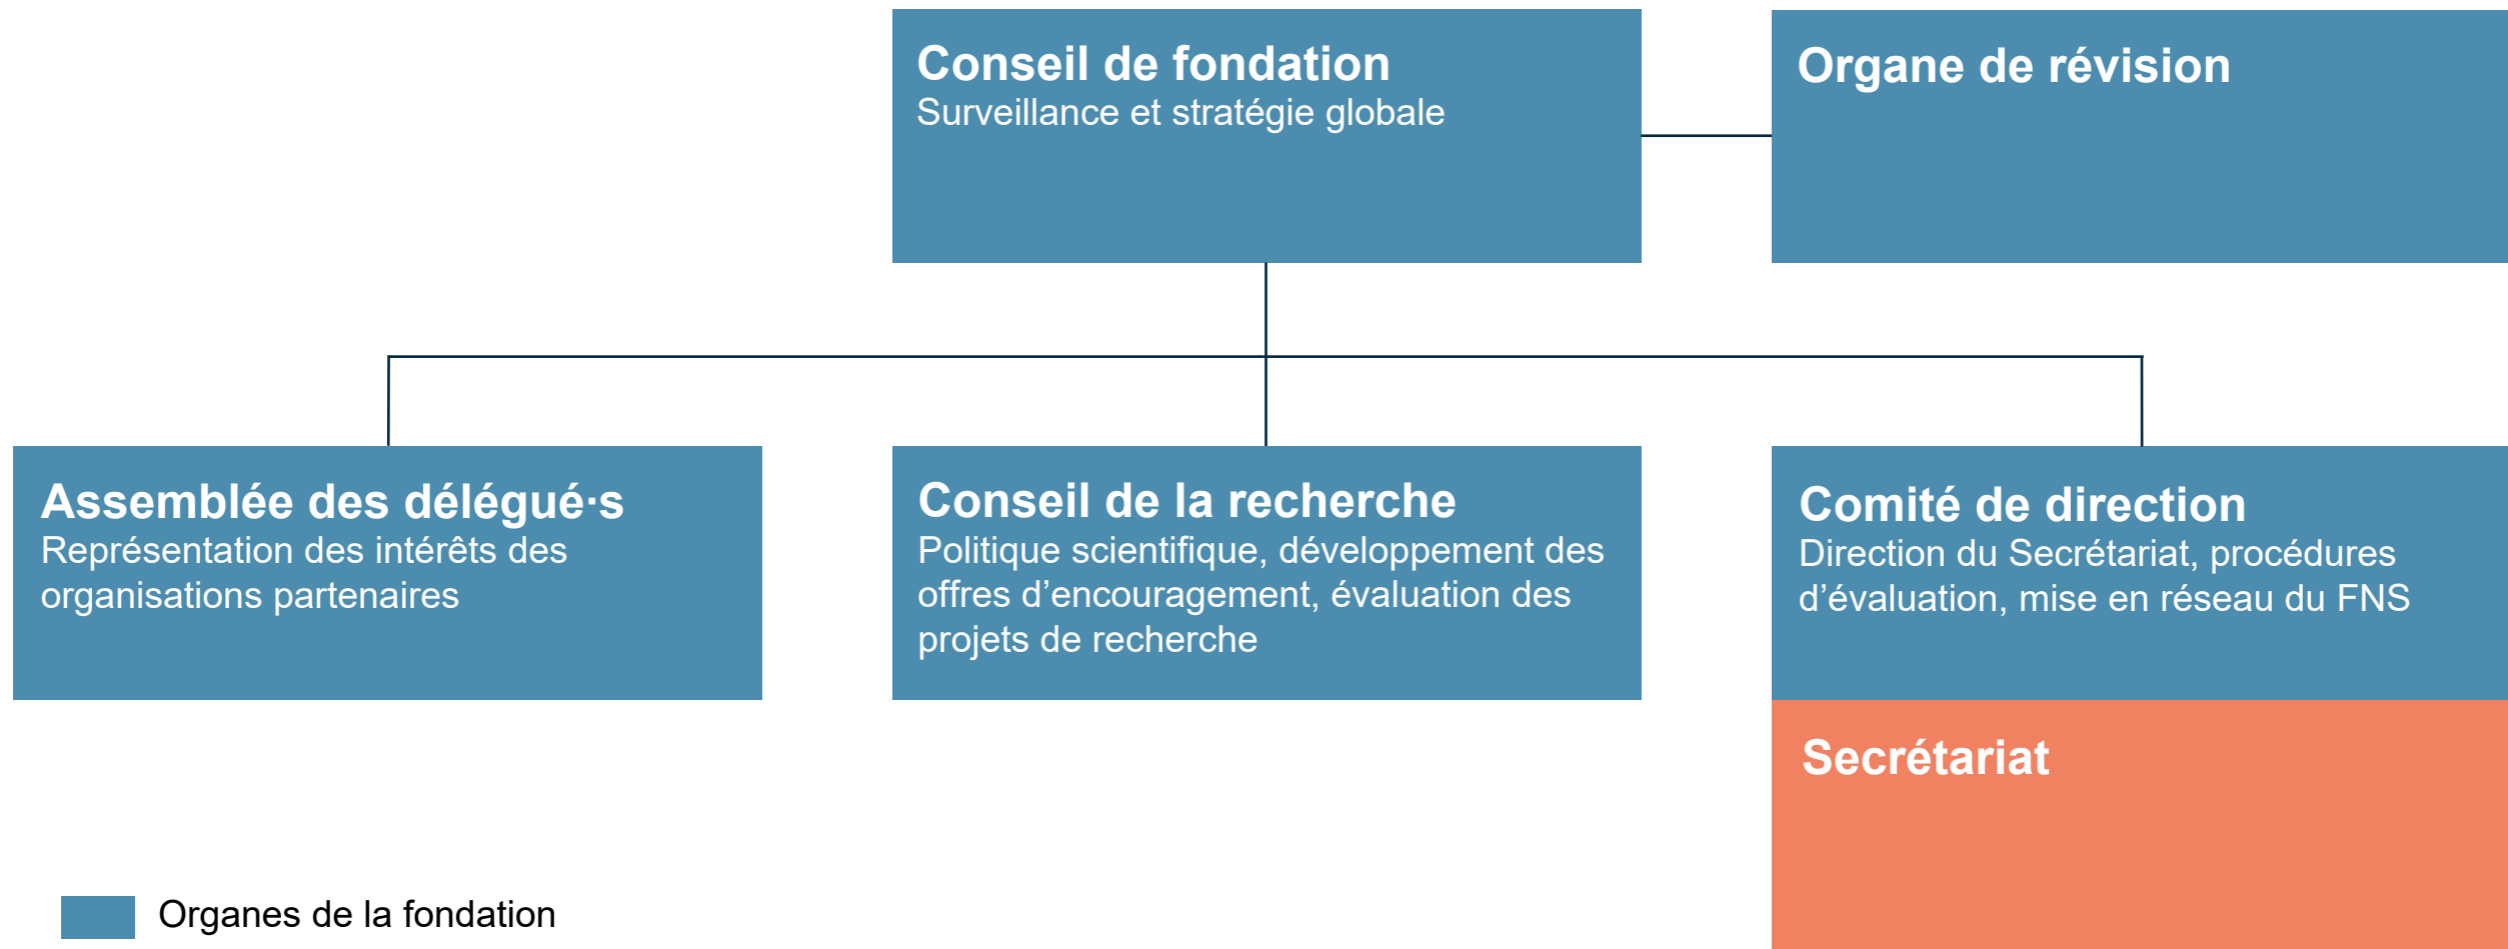 Conseil de fondation
Surveillance et stratégie globale
Organe de révision
Assemblée des délégué·s
Représentation des intérêts des
organisations partenaires
Conseil de la recherche
Politique scientifique, développement des
offres d’encouragement, évaluation des
projets de recherche
Comité de direction
Direction du Secrétariat, procédures
d’évaluation, mise en réseau du FNS
Secrétariat
Organes de la fondation